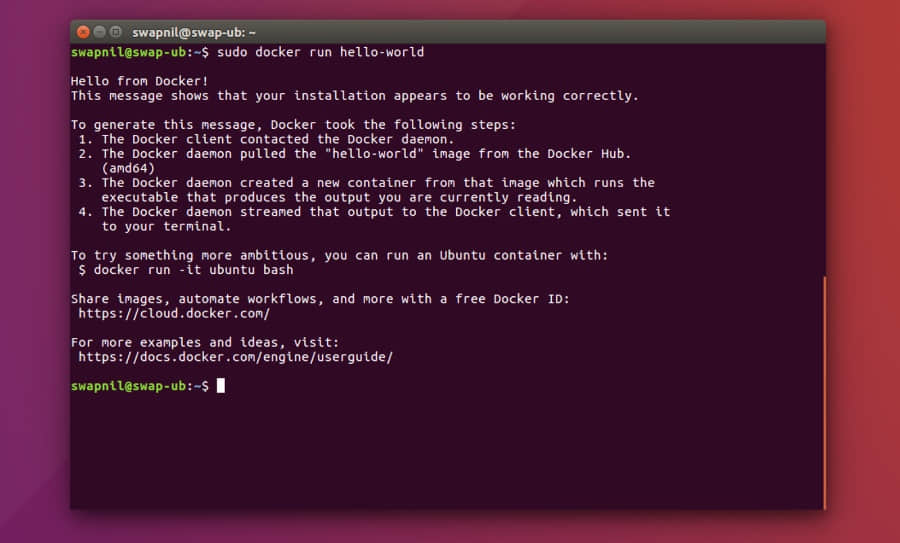 swapnil@swap-ub: ~
swapnil@swap-ub:~$ sudo docker run hello-world
Hello from Docker!
This message shows that your installation appears to be working correctly.
To generate this message, Docker took the following steps:
1. The Docker client contacted the Docker daemon.
2. The Docker daemon pulled the "hello-world" image from the Docker Hub.
(amd64)
3. The Docker daemon created a new container from that image which runs the
executable that produces the output you are currently reading.
4. The Docker daemon streamed that output to the Docker client, which sent it
to your terminal.
To try something more ambitious, you can run an Ubuntu container with:
$ docker run -it ubuntu bash
Share images, automate workflows, and more with a free Docker ID:
https://cloud.docker.com/
For more examples and ideas, visit:
https://docs.docker.com/engine/userguide/
swapnil@swap-ub:~$